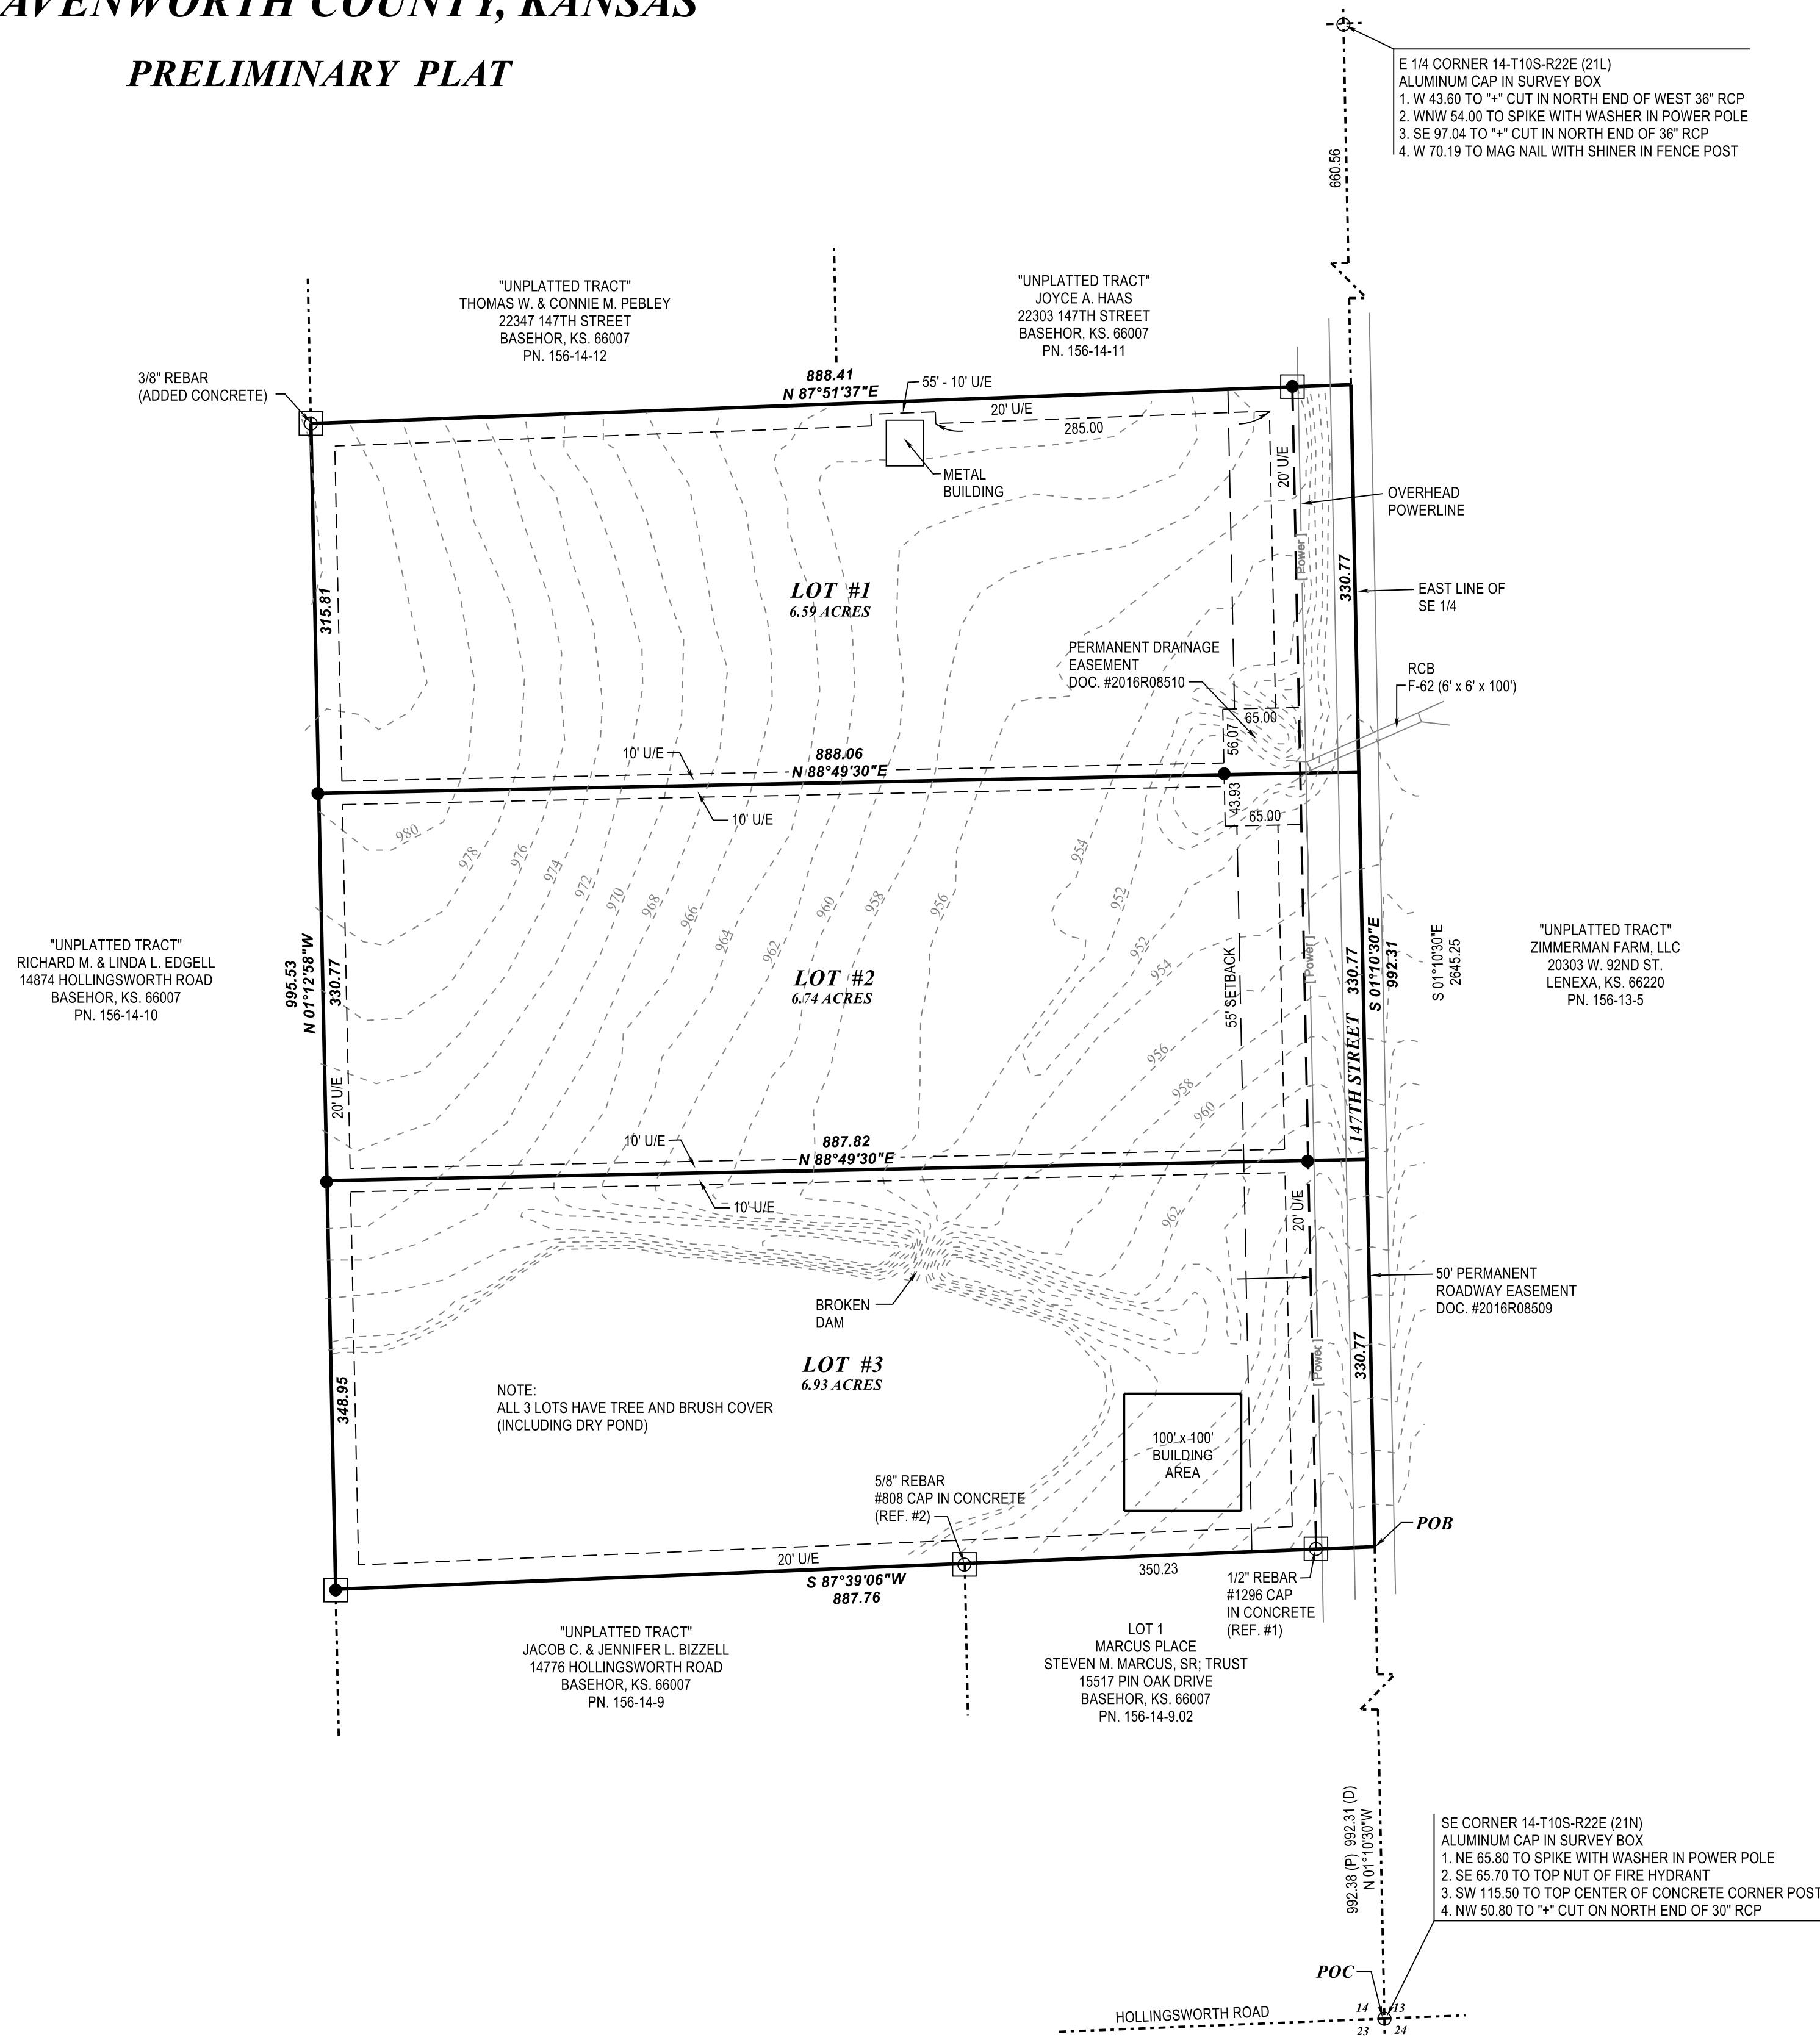 AVENWORTH COUNTY, KANSAS
PRELIMINARY PLAT
E 1/4 CORNER 14-T10S-R22E (21L)
ALUMINUM CAP IN SURVEY BOX
1. W 43.60 TO "+" CUT IN NORTH END OF WEST 36" RCP
2. WNW 54.00 TO SPIKE WITH WASHER IN POWER POLE
3. SE 97.04 TO "+" CUT IN NORTH END OF 36" RCP
4. W 70.19 TO MAG NAIL WITH SHINER IN FENCE POST
660.56
"UNPLATTED TRACT"
THOMAS W. & CONNIE M. PEBLEY
22347 147TH STREET
BASEHOR, KS. 66007
PN. 156-14-12
"UNPLATTED TRACT"
JOYCE A. HAAS
22303 147TH STREET
BASEHOR, KS. 66007
PN. 156-14-11
3/8" REBAR
(ADDED CONCRETE)
888.41
N 87°51'37"E
55' - 10' U/E
20' U/E
285.00
METAL
BUILDING
20' U/E
OVERHEAD
POWERLINE
[ Power ]
330.77
EAST LINE OF
SE 1/4
315.81
LOT #1
6.59 ACRES
PERMANENT DRAINAGE
EASEMENT
DOC. #2016R08510
RCB
F-62 (6' x 6' x 100')
65.00
56.07
10' U/E
888.06
N 88°49'30"E
10' U/E
43.93
65.00
980
978
976
974
972
970
968
966
964
962
960
958
956
954
952
952
954
956
958
960
"UNPLATTED TRACT"
RICHARD M. & LINDA L. EDGELL
14874 HOLLINGSWORTH ROAD
BASEHOR, KS. 66007
PN. 156-14-10
995.53
N 01°12'58"W
330.77
20' U/E
LOT #2
6.74 ACRES
55' SETBACK
[ Power ]
147TH STREET
330.77
S 01°10'30"E
992.31
S 01°10'30"E
2645.25
"UNPLATTED TRACT"
ZIMMERMAN FARM, LLC
20303 W. 92ND ST.
LENEXA, KS. 66220
PN. 156-13-5
10' U/E
887.82
N 88°49'30"E
10' U/E
962
20' U/E
50' PERMANENT
ROADWAY EASEMENT
DOC. #2016R08509
BROKEN
DAM
LOT #3
6.93 ACRES
[ Power ]
330.77
348.95
NOTE:
ALL 3 LOTS HAVE TREE AND BRUSH COVER
(INCLUDING DRY POND)
100' x 100'
BUILDING
AREA
5/8" REBAR
#808 CAP IN CONCRETE
(REF. #2)
POB
20' U/E
S 87°39'06"W
887.76
350.23
1/2" REBAR
#1296 CAP
IN CONCRETE
(REF. #1)
"UNPLATTED TRACT"
JACOB C. & JENNIFER L. BIZZELL
14776 HOLLINGSWORTH ROAD
BASEHOR, KS. 66007
PN. 156-14-9
LOT 1
MARCUS PLACE
STEVEN M. MARCUS, SR; TRUST
15517 PIN OAK DRIVE
BASEHOR, KS. 66007
PN. 156-14-9.02
992.38 (P) 992.31 (D)
N 01°10'30"W
SE CORNER 14-T10S-R22E (21N)
ALUMINUM CAP IN SURVEY BOX
1. NE 65.80 TO SPIKE WITH WASHER IN POWER POLE
2. SE 65.70 TO TOP NUT OF FIRE HYDRANT
3. SW 115.50 TO TOP CENTER OF CONCRETE CORNER POST
4. NW 50.80 TO "+" CUT ON NORTH END OF 30" RCP
POC
HOLLINGSWORTH ROAD
14 13
23 24